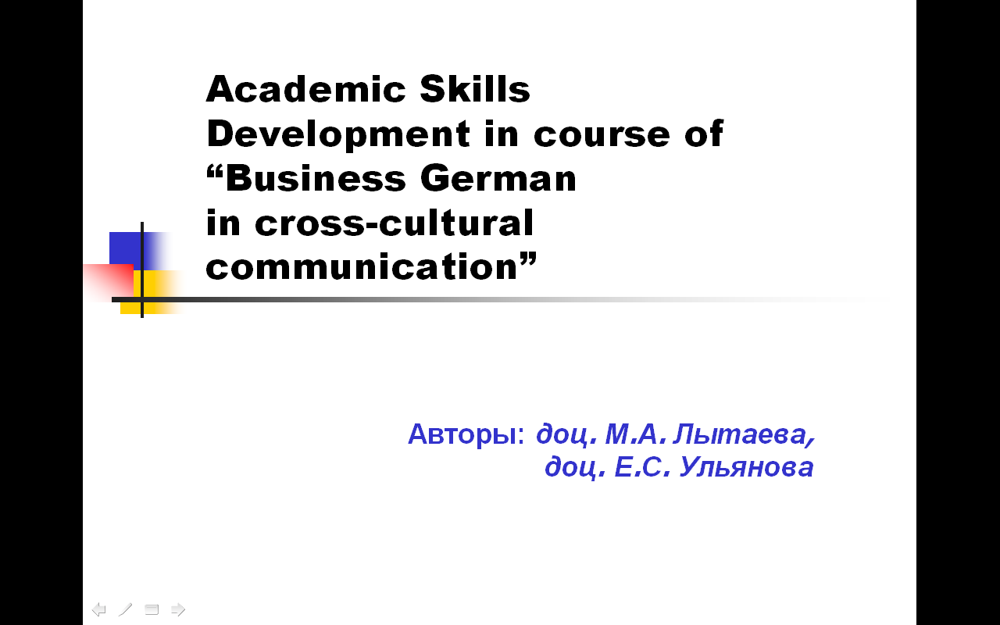 Academic Skills
Development in course of
“Business German
in cross-cultural
communication”
Авторы: доц. М.А. Лытаева,
доц. Е.С. Ульянова